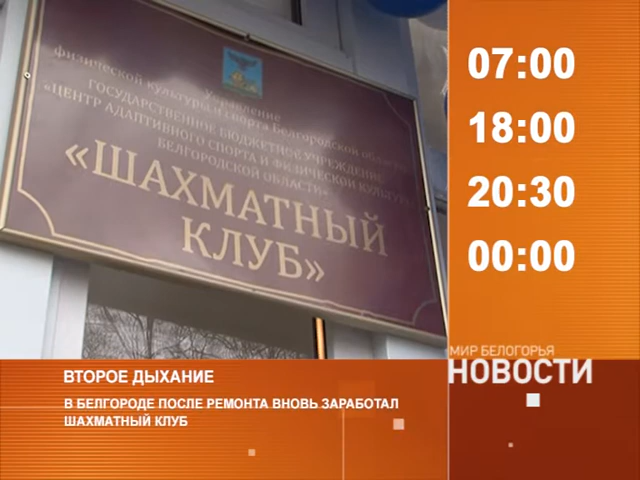 Управление
физической культуры и спорта Белгородской области
ГОСУДАРСТВЕННОЕ БЮДЖЕТНОЕ УЧРЕЖДЕНИЕ
«ЦЕНТР АДАПТИВНОГО СПОРТА И ФИЗИЧЕСКОЙ КУЛЬТУРЫ
БЕЛГОРОДСКОЙ ОБЛАСТИ»
«ШАХМАТНЫЙ
КЛУБ»
07:00
18:00
20:30
00:00
МИР БЕЛОГОРЬЯ
НОВОСТИ
ВТОРОЕ ДЫХАНИЕ
В БЕЛГОРОДЕ ПОСЛЕ РЕМОНТА ВНОВЬ ЗАРАБОТАЛ
ШАХМАТНЫЙ КЛУБ